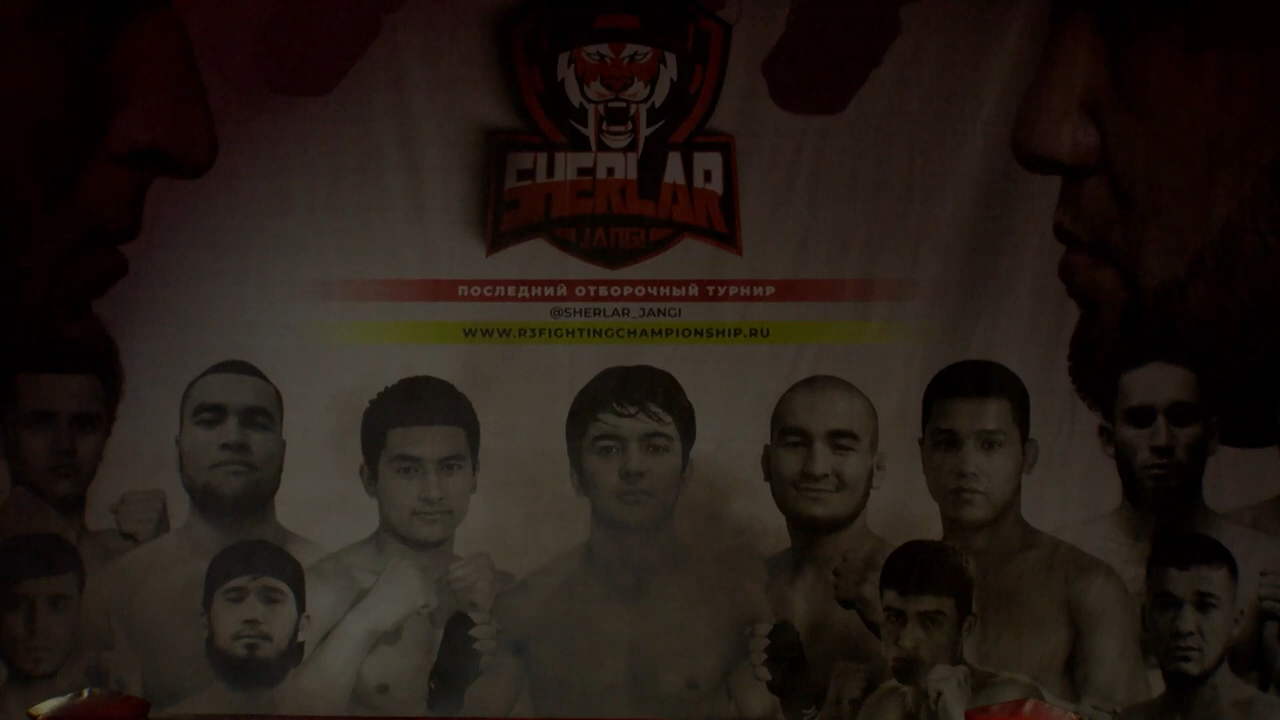 SHERLAR
JANGI
ПОСЛЕДНИЙ ОТБОРОЧНЫЙ ТУРНИР
@SHERLAR_JANGI
WWW.R3FIGHTINGCHAMPIONSHIP.RU